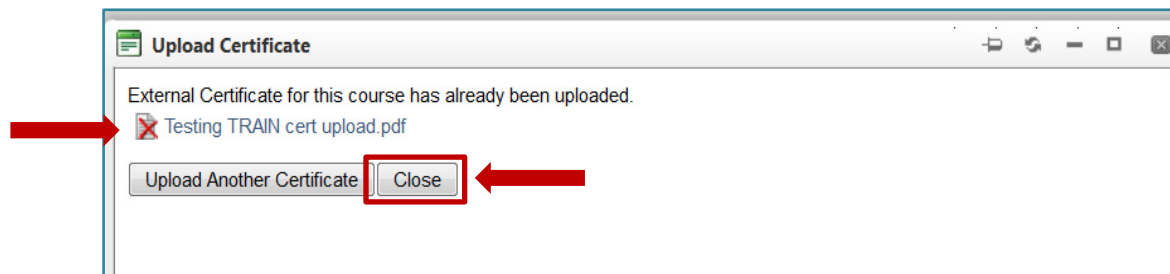 Upload Certificate
External Certificate for this course has already been uploaded.
Testing TRAIN cert upload.pdf
Upload Another Certificate Close